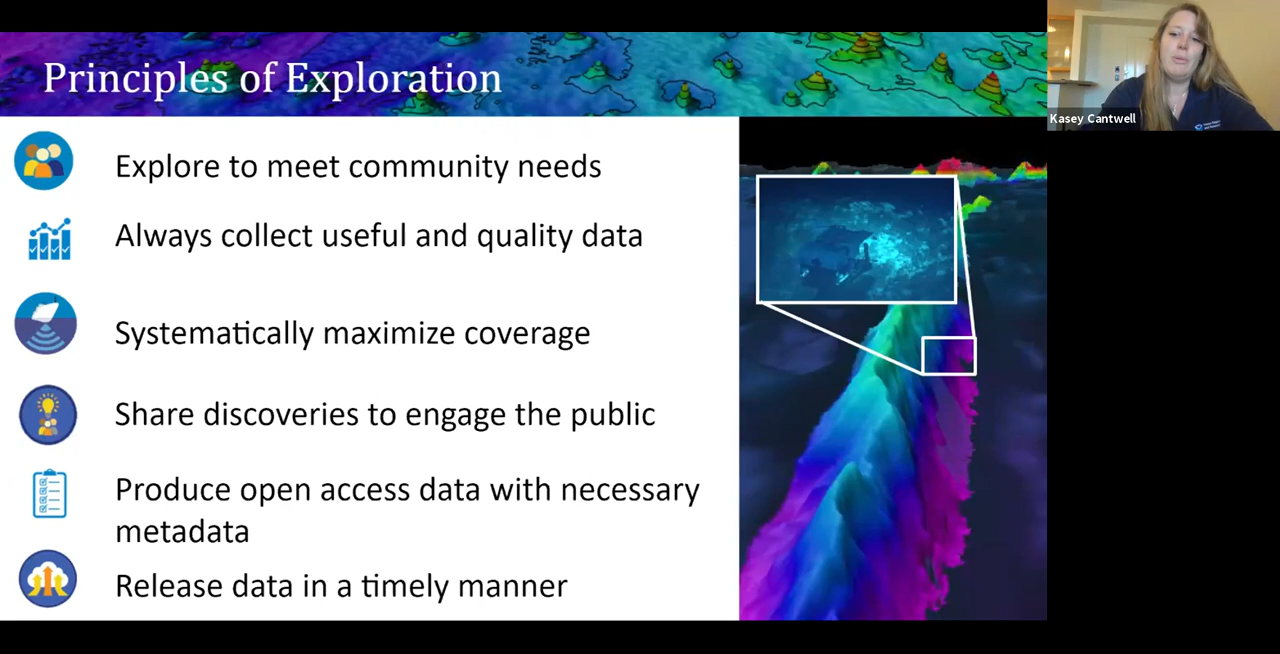 Principles of Exploration
Kasey Cantwell
Explore to meet community needs
Always collect useful and quality data
Systematically maximize coverage
Share discoveries to engage the public
Produce open access data with necessary
metadata
Release data in a timely manner